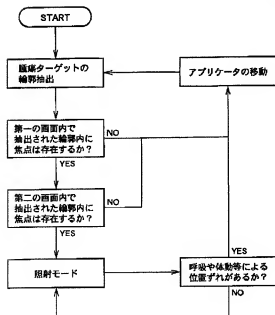 START
腫瘍ターゲットの
輪郭抽出
アプリケータの移動
第一の画面内で
抽出された輪郭内に
焦点は存在するか?
NO
YES
第二の画面内で
抽出された輪郭内に
焦点は存在するか?
NO
YES
YES
照射モード
呼吸や体動等による
位置ずれがあるか?
NO